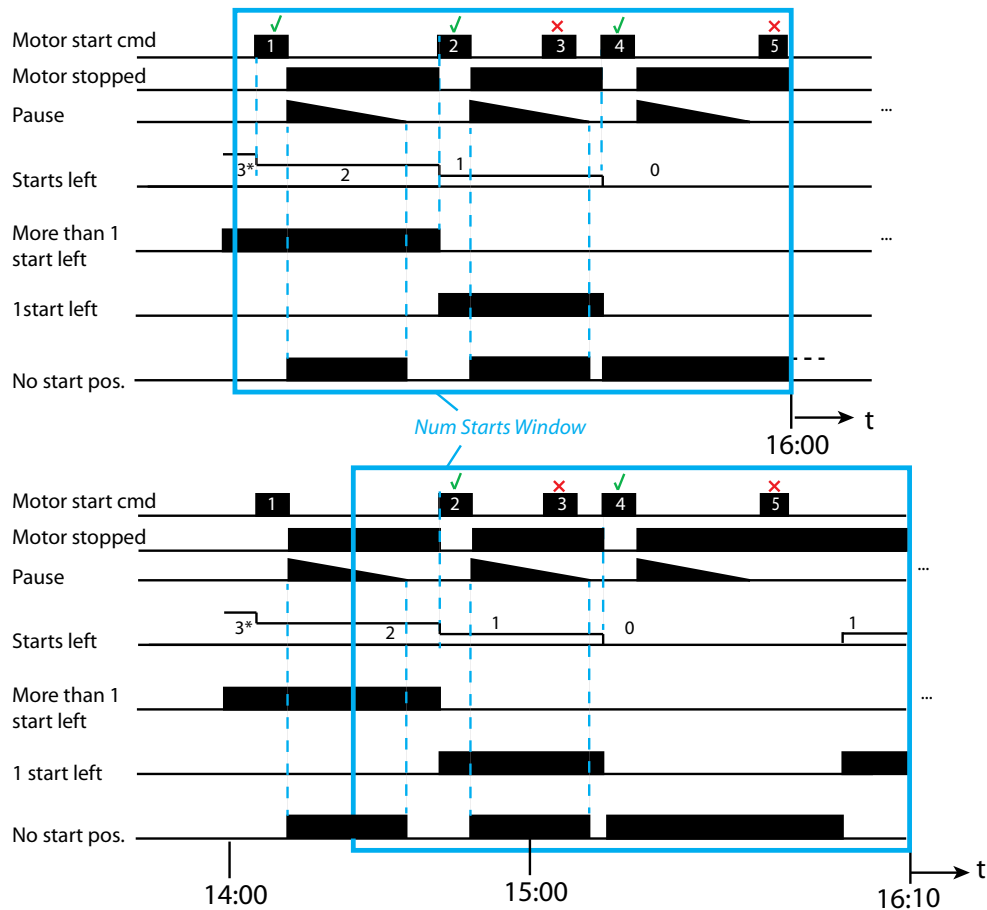 ✓ ✓ × ✓ ×
Motor start cmd 1 2 3 4 5
Motor stopped
Pause ...
Starts left 3* 2 1 0
More than 1
start left ...
1start left
No start pos.
t
Num Starts Window
16:00
✓ × ✓ ×
Motor start cmd 1 2 3 4 5
Motor stopped
Pause ...
Starts left 3* 2 1 0 1
More than 1
start left ...
1 start left
No start pos.
t
14:00 15:00 16:10